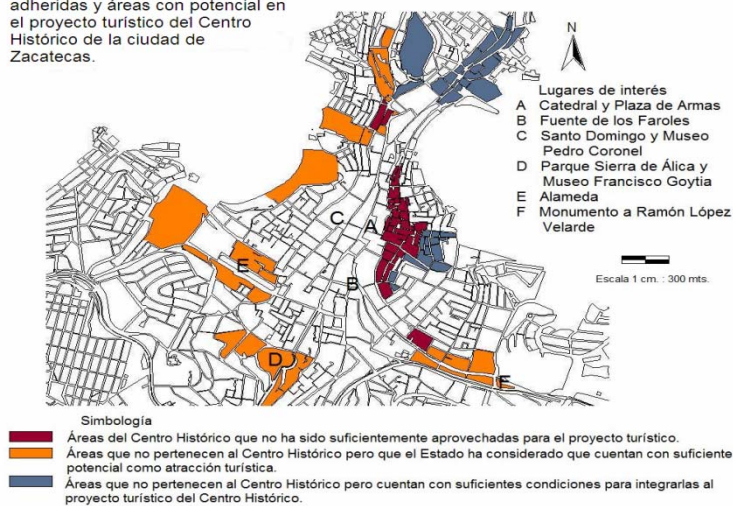 adheridas y áreas con potencial en
el proyecto turístico del Centro
Histórico de la ciudad de
Zacatecas.
N
Lugares de interés
A Catedral y Plaza de Armas
B Fuente de los Faroles
C Santo Domingo y Museo
Pedro Coronel
D Parque Sierra de Álica y
Museo Francisco Goytia
E Alameda
F Monumento a Ramón López
Velarde
Escala 1 cm. : 300 mts.
C
A
E
B
D
F
Simbología
Áreas del Centro Histórico que no ha sido suficientemente aprovechadas para el proyecto turístico.
Áreas que no pertenecen al Centro Histórico pero que el Estado ha considerado que cuentan con suficiente
potencial como atracción turística.
Áreas que no pertenecen al Centro Histórico pero cuentan con suficientes condiciones para integrarlas al
proyecto turístico del Centro Histórico.